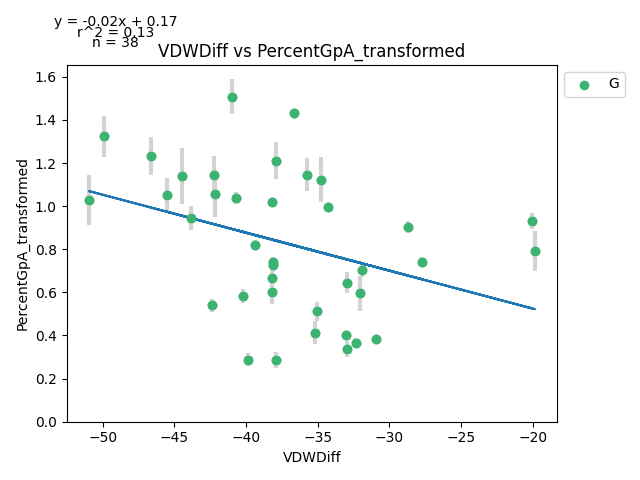 y = -0.02x + 0.17
r^2 = 0.13
n = 38
VDWDiff vs PercentGpA_transformed
G
PercentGpA_transformed
1.6
1.4
1.2
1.0
0.8
0.6
0.4
0.2
0.0
−50 −45 −40 −35 −30 −25 −20
VDWDiff